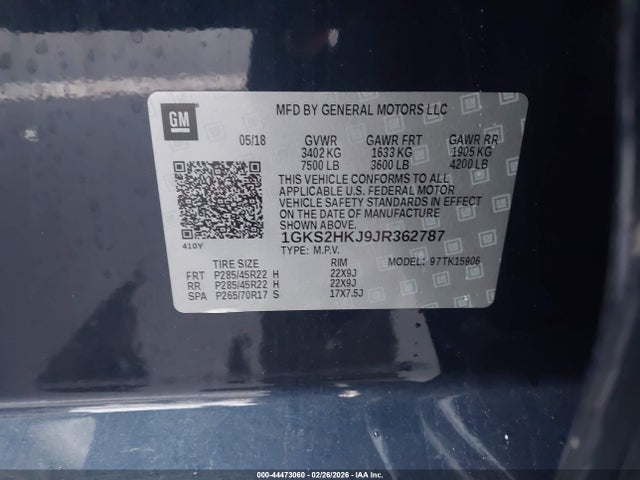 GM
MFD BY GENERAL MOTORS LLC
05/18 GVWR GAWR FRT GAWR RR
3402 KG 1633 KG 1905 KG
7500 LB 3600 LB 4200 LB
THIS VEHICLE CONFORMS TO ALL
APPLICABLE U.S. FEDERAL MOTOR
VEHICLE SAFETY STANDARDS IN EFFECT
ON THE DATE OF MANUFACTURE
SHOWN ABOVE.
1GKS2HKJ9JR362787
410Y TYPE: M.P.V. MODEL: 97TK15906
TIRE SIZE RIM
FRT P285/45R22 H 22X9J
RR P285/45R22 H 22X9J
SPA P265/70R17 S 17X7.5J
000-44473060 | 02/26/2026 | IAA Inc.